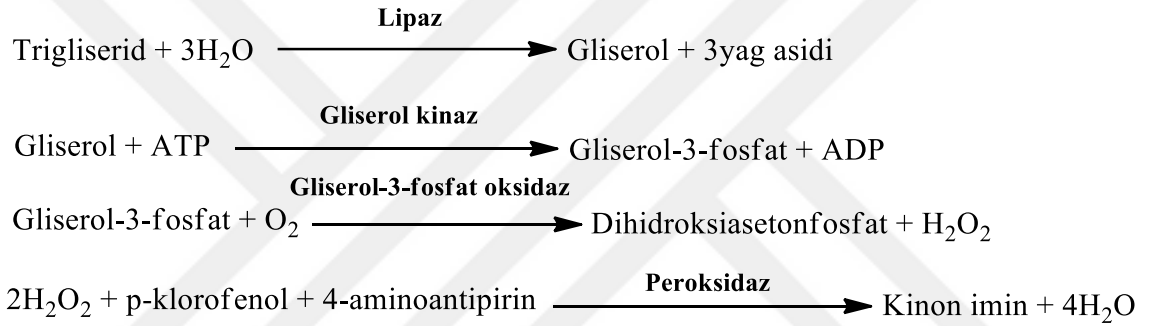 Lipaz
Trigliserid + 3H₂O → Gliserol + 3yag asidi
Gliserol kinaz
Gliserol + ATP → Gliserol-3-fosfat + ADP
Gliserol-3-fosfat oksidaz
Gliserol-3-fosfat + O₂ → Dihidroksiasetonfosfat + H₂O₂
Peroksidaz
2H₂O₂ + p-klorofenol + 4-aminoantipirin → Kinon imin + 4H₂O